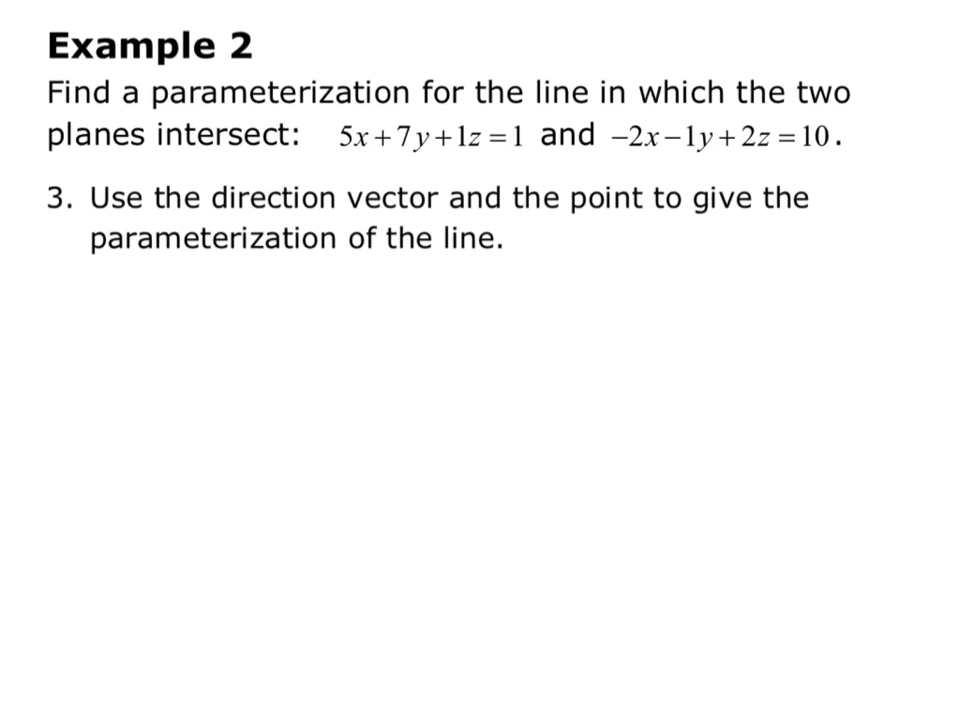 Example 2
Find a parameterization for the line in which the two
planes intersect: 5x+7y+1z=1 and −2x−1y+2z=10.
3. Use the direction vector and the point to give the
parameterization of the line.